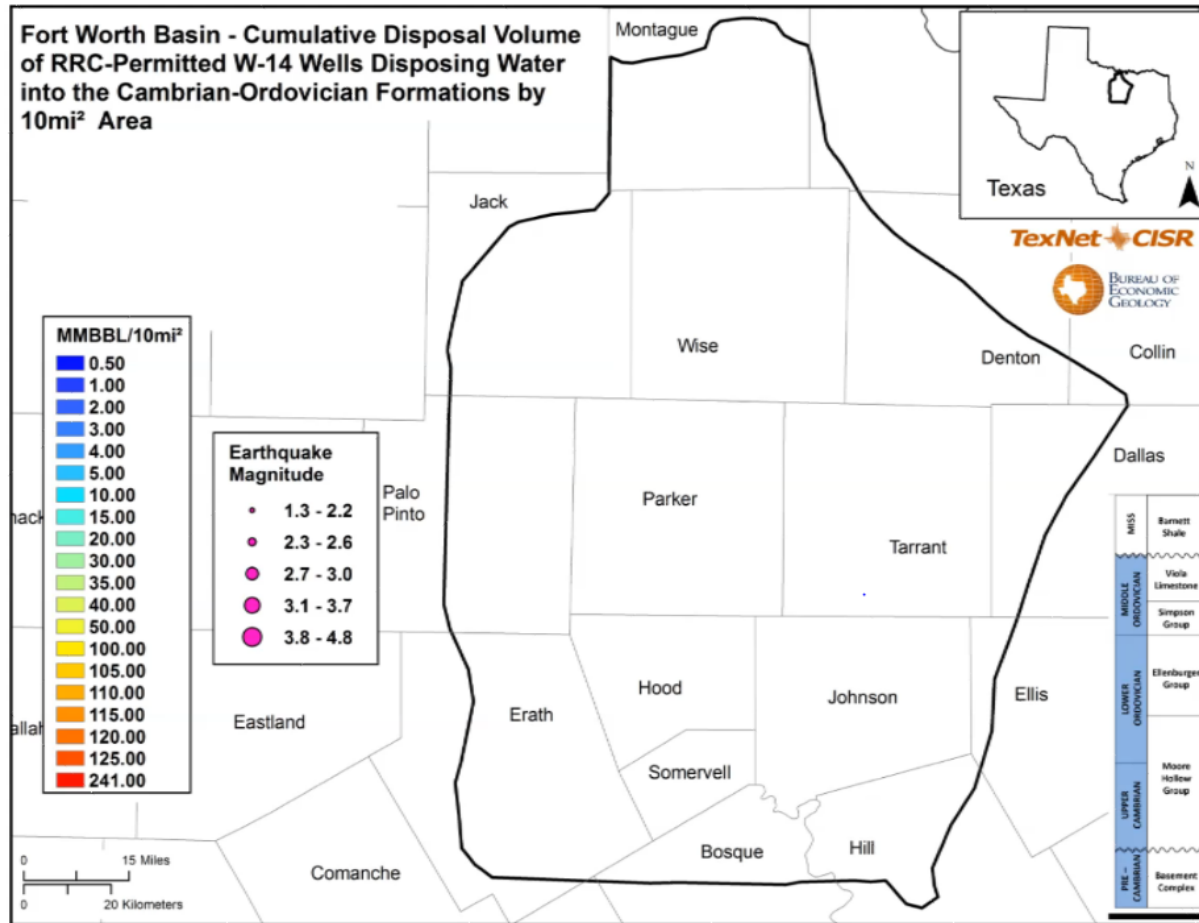 Fort Worth Basin - Cumulative Disposal Volume
of RRC-Permitted W-14 Wells Disposing Water
into the Cambrian-Ordovician Formations by
10mi² Area
Montague
Texas
N
TexNet CISR
BUREAU OF
ECONOMIC
GEOLOGY
Jack
Wise
Denton
Collin
MMBBL/10mi²
0.50
1.00
2.00
3.00
4.00
5.00
10.00
15.00
20.00
30.00
35.00
40.00
50.00
100.00
105.00
110.00
115.00
120.00
125.00
241.00
Earthquake
Magnitude
1.3 - 2.2
2.3 - 2.6
2.7 - 3.0
3.1 - 3.7
3.8 - 4.8
Palo
Pinto
Parker
Tarrant
Dallas
Eastland
Erath
Hood
Johnson
Ellis
Somervell
Bosque
Hill
Comanche
MISS
Barnett
Shale
MIDDLE
ORDOVICIAN
Viola
Limestone
Simpson
Group
LOWER
ORDOVICIAN
Ellenburger
Group
UPPER
CAMBRIAN
Moore
Hollow
Group
PRE –
CAMBRIAN
Basement
Complex
0 15 Miles
0 20 Kilometers